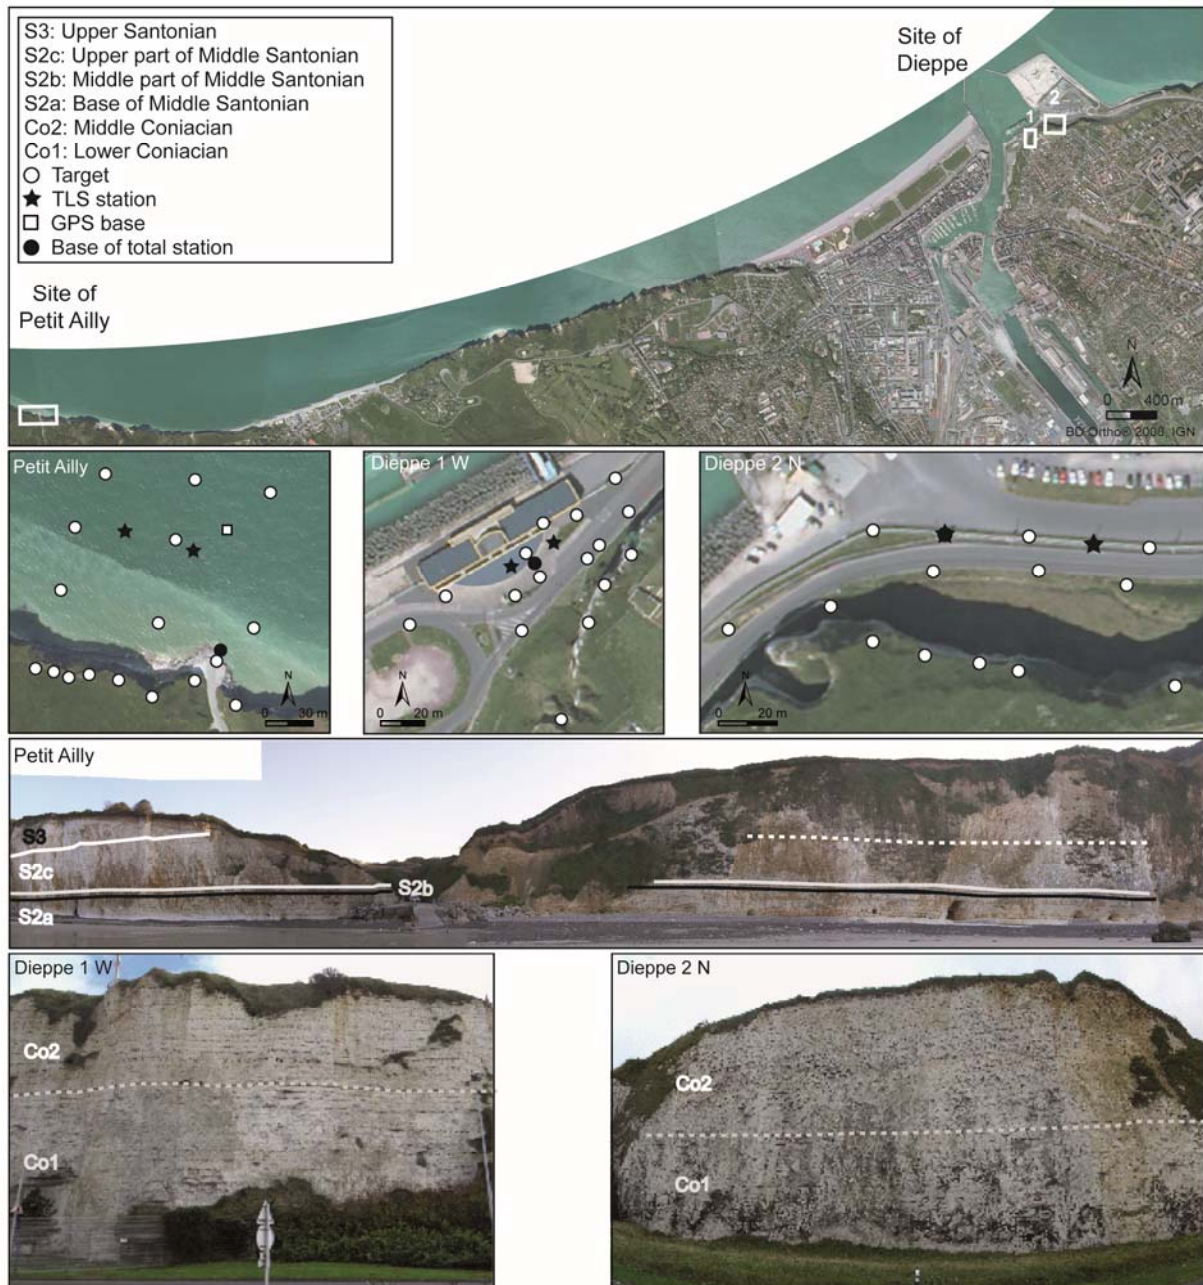 S3: Upper Santonian
S2c: Upper part of Middle Santonian
S2b: Middle part of Middle Santonian
S2a: Base of Middle Santonian
Co2: Middle Coniacian
Co1: Lower Coniacian
Target
TLS station
GPS base
Base of total station
Site of
Dieppe
1
2
Site of
Petit Ailly
N
0 400 m
BD Ortho® 2008, IGN
Petit Ailly
N
0 30 m
Dieppe 1 W
N
0 20 m
Dieppe 2 N
N
0 20 m
Petit Ailly
S3
S2c
S2b
S2a
Dieppe 1 W
Co2
Co1
Dieppe 2 N
Co2
Co1